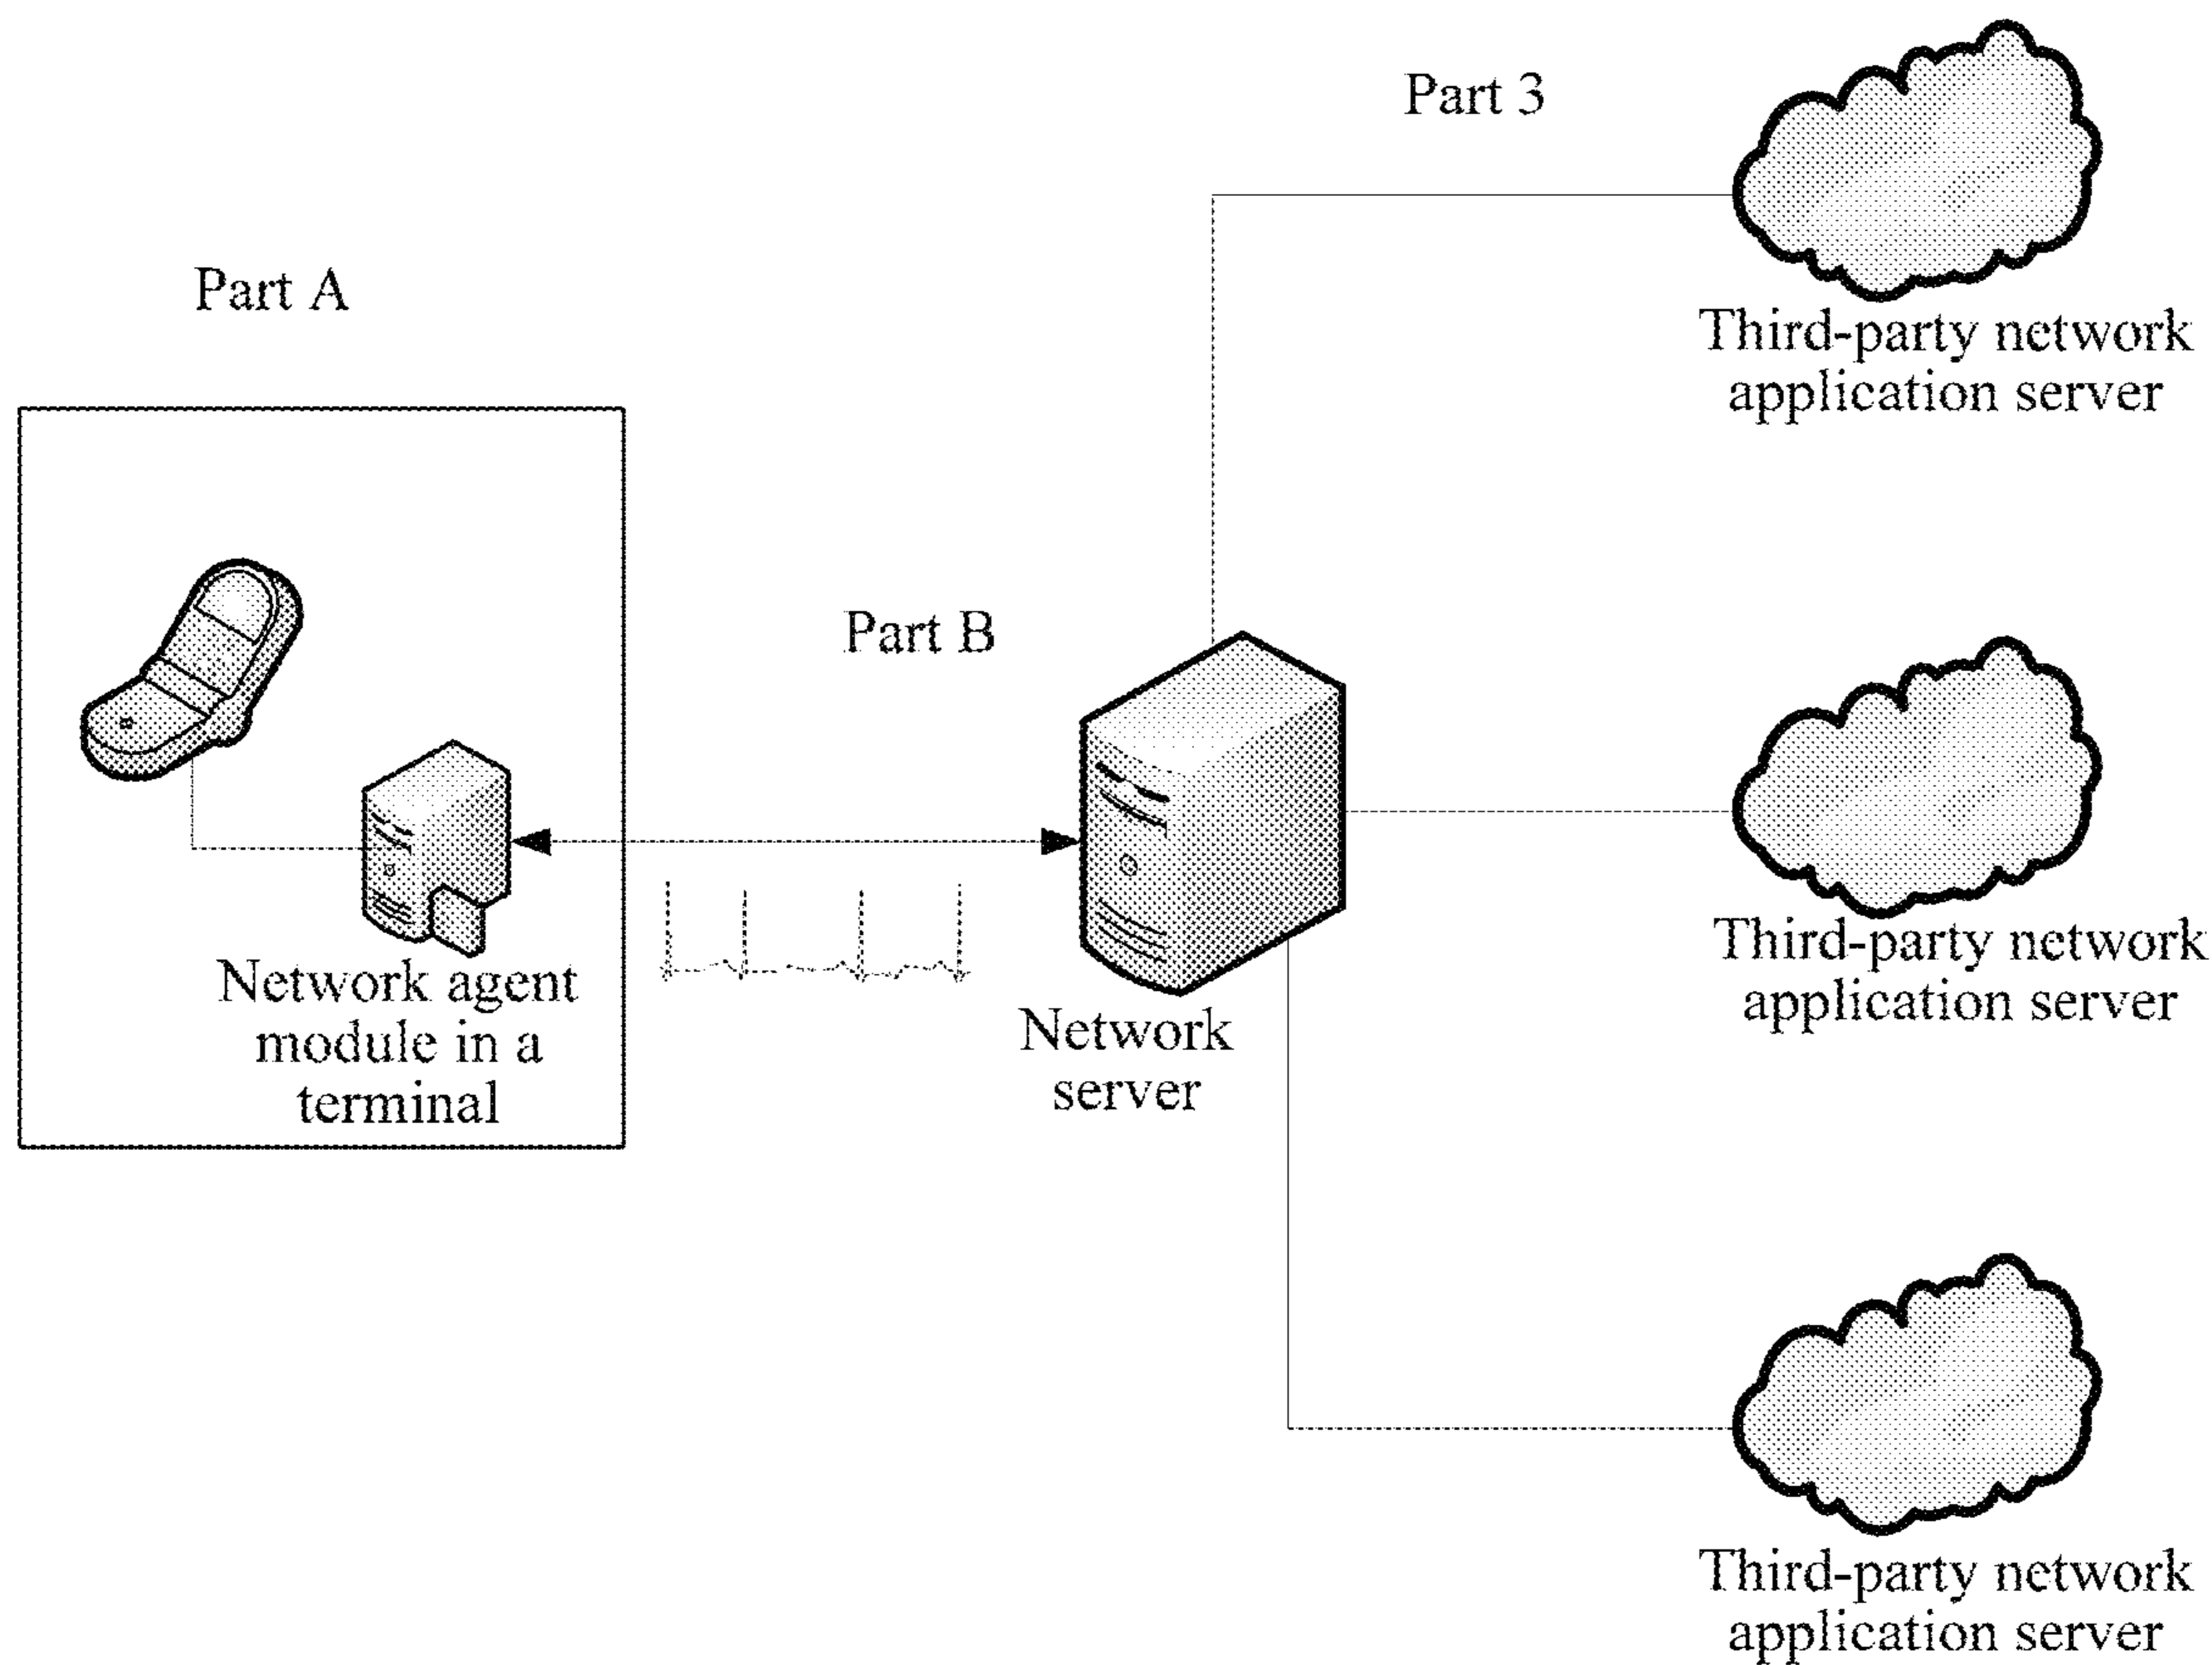 Part 3
Third-party network
application server
Part A
Part B
Network agent
module in a
terminal
Network
server
Third-party network
application server
Third-party network
application server